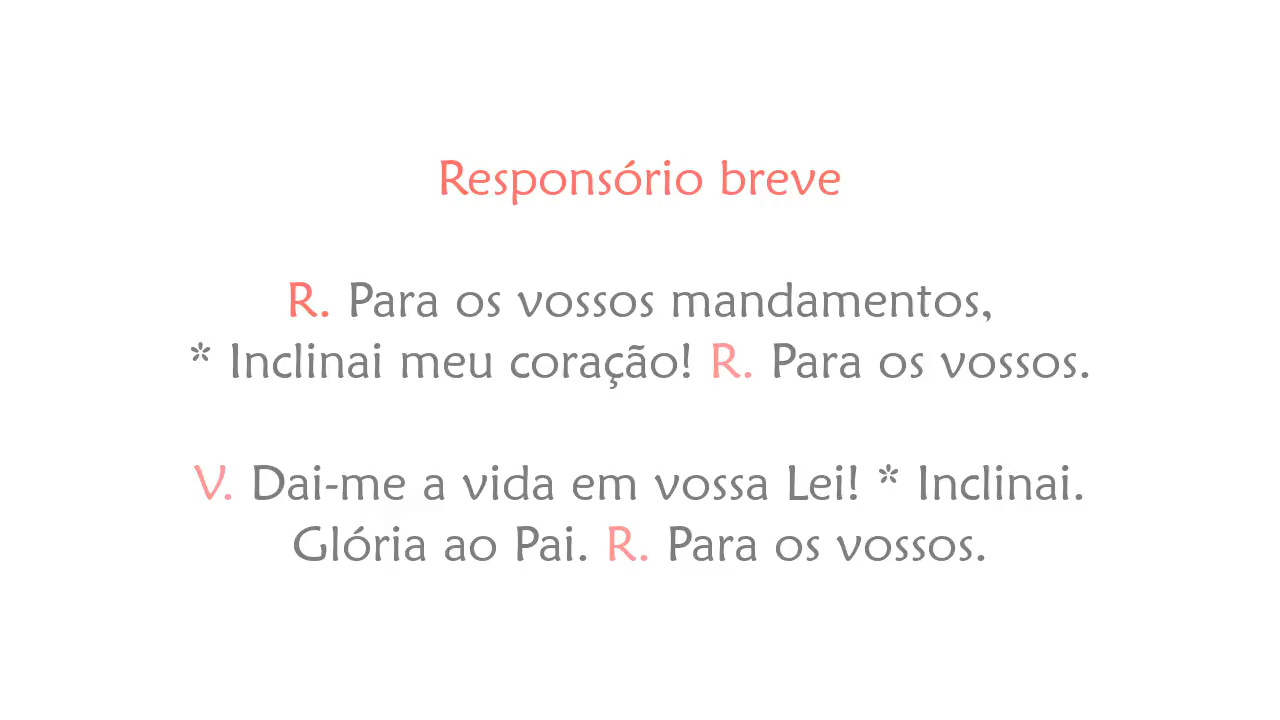 Responsório breve
R. Para os vossos mandamentos,
* Inclinai meu coração! R. Para os vossos.
V. Dai-me a vida em vossa Lei! * Inclinai.
Glória ao Pai. R. Para os vossos.